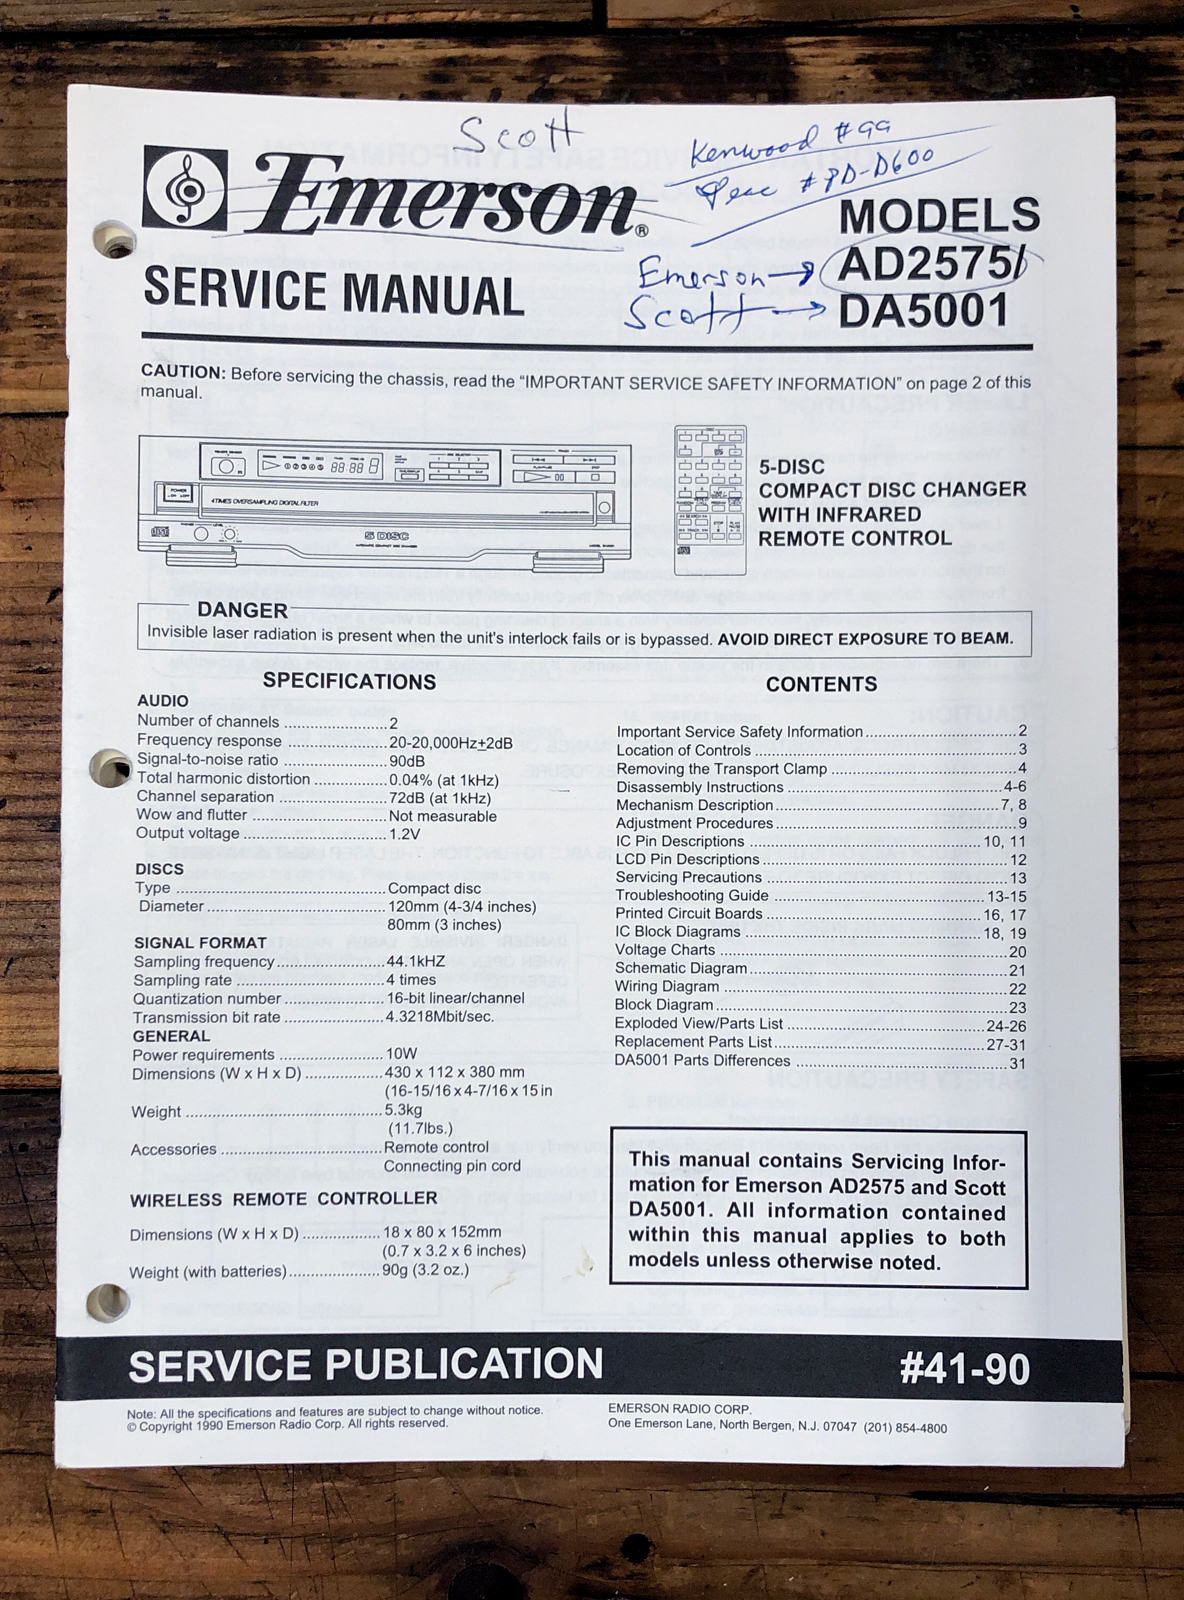 Scott
Kenwood #99
#PD-D600
Emerson®
MODELS
Emerson → AD2575/
SERVICE MANUAL
Scott → DA5001
CAUTION: Before servicing the chassis, read the “IMPORTANT SERVICE SAFETY INFORMATION” on page 2 of this
manual.
POWER
4 TIMES OVERSAMPLING DIGITAL FILTER
5 DISC
5-DISC
COMPACT DISC CHANGER
WITH INFRARED
REMOTE CONTROL
DANGER
Invisible laser radiation is present when the unit's interlock fails or is bypassed. AVOID DIRECT EXPOSURE TO BEAM.
SPECIFICATIONS
AUDIO
Number of channels ........................ 2
Frequency response ....................... 20-20,000Hz±2dB
Signal-to-noise ratio ........................ 90dB
Total harmonic distortion ................. 0.04% (at 1kHz)
Channel separation ........................ 72dB (at 1kHz)
Wow and flutter .............................. Not measurable
Output voltage ................................ 1.2V
DISCS
Type ............................................... Compact disc
Diameter ........................................ 120mm (4-3/4 inches)
80mm (3 inches)
SIGNAL FORMAT
Sampling frequency ........................ 44.1kHZ
Sampling rate ................................. 4 times
Quantization number ...................... 16-bit linear/channel
Transmission bit rate ...................... 4.3218Mbit/sec.
GENERAL
Power requirements ....................... 10W
Dimensions (W x H x D) ................. 430 x 112 x 380 mm
(16-15/16 x 4-7/16 x 15 in
Weight ............................................ 5.3kg
(11.7lbs.)
Accessories .................................... Remote control
Connecting pin cord
WIRELESS REMOTE CONTROLLER
Dimensions (W x H x D) ................. 18 x 80 x 152mm
(0.7 x 3.2 x 6 inches)
Weight (with batteries) .................... 90g (3.2 oz.)
CONTENTS
Important Service Safety Information ........................ 2
Location of Controls ........................ 3
Removing the Transport Clamp ........................ 4
Disassembly Instructions ........................ 4-6
Mechanism Description ........................ 7, 8
Adjustment Procedures ........................ 9
IC Pin Descriptions ........................ 10, 11
LCD Pin Descriptions ........................ 12
Servicing Precautions ........................ 13
Troubleshooting Guide ........................ 13-15
Printed Circuit Boards ........................ 16, 17
IC Block Diagrams ........................ 18, 19
Voltage Charts ........................ 20
Schematic Diagram ........................ 21
Wiring Diagram ........................ 22
Block Diagram ........................ 23
Exploded View/Parts List ........................ 24-26
Replacement Parts List ........................ 27-31
DA5001 Parts Differences ........................ 31
This manual contains Servicing Infor-
mation for Emerson AD2575 and Scott
DA5001. All information contained
within this manual applies to both
models unless otherwise noted.
SERVICE PUBLICATION #41-90
Note: All the specifications and features are subject to change without notice.
© Copyright 1990 Emerson Radio Corp. All rights reserved.
EMERSON RADIO CORP.
One Emerson Lane, North Bergen, N.J. 07047 (201) 854-4800